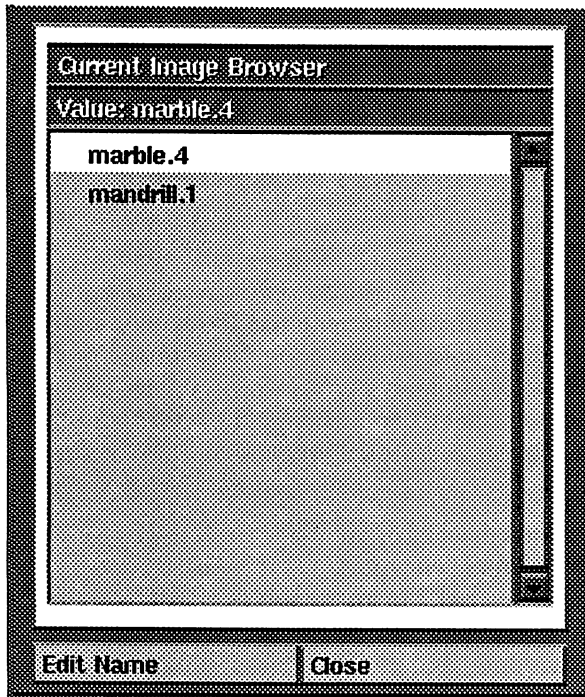 Current Image Browser
Value: marble.4
marble.4
mandrill.1
Edit Name
Close